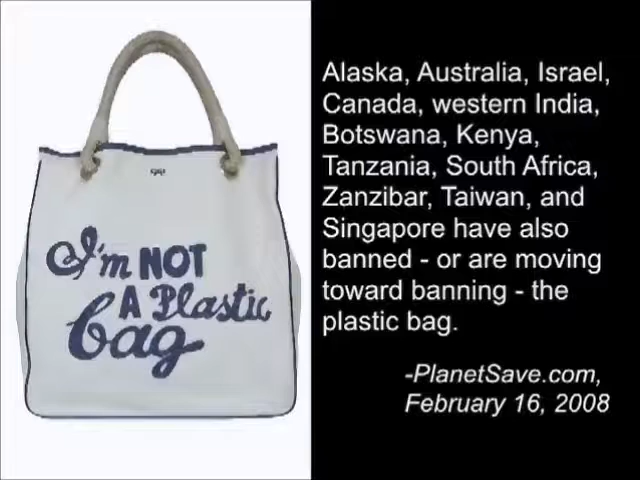 I'm NOT
A Plastic
bag
Alaska, Australia, Israel,
Canada, western India,
Botswana, Kenya,
Tanzania, South Africa,
Zanzibar, Taiwan, and
Singapore have also
banned - or are moving
toward banning - the
plastic bag.
-PlanetSave.com,
February 16, 2008